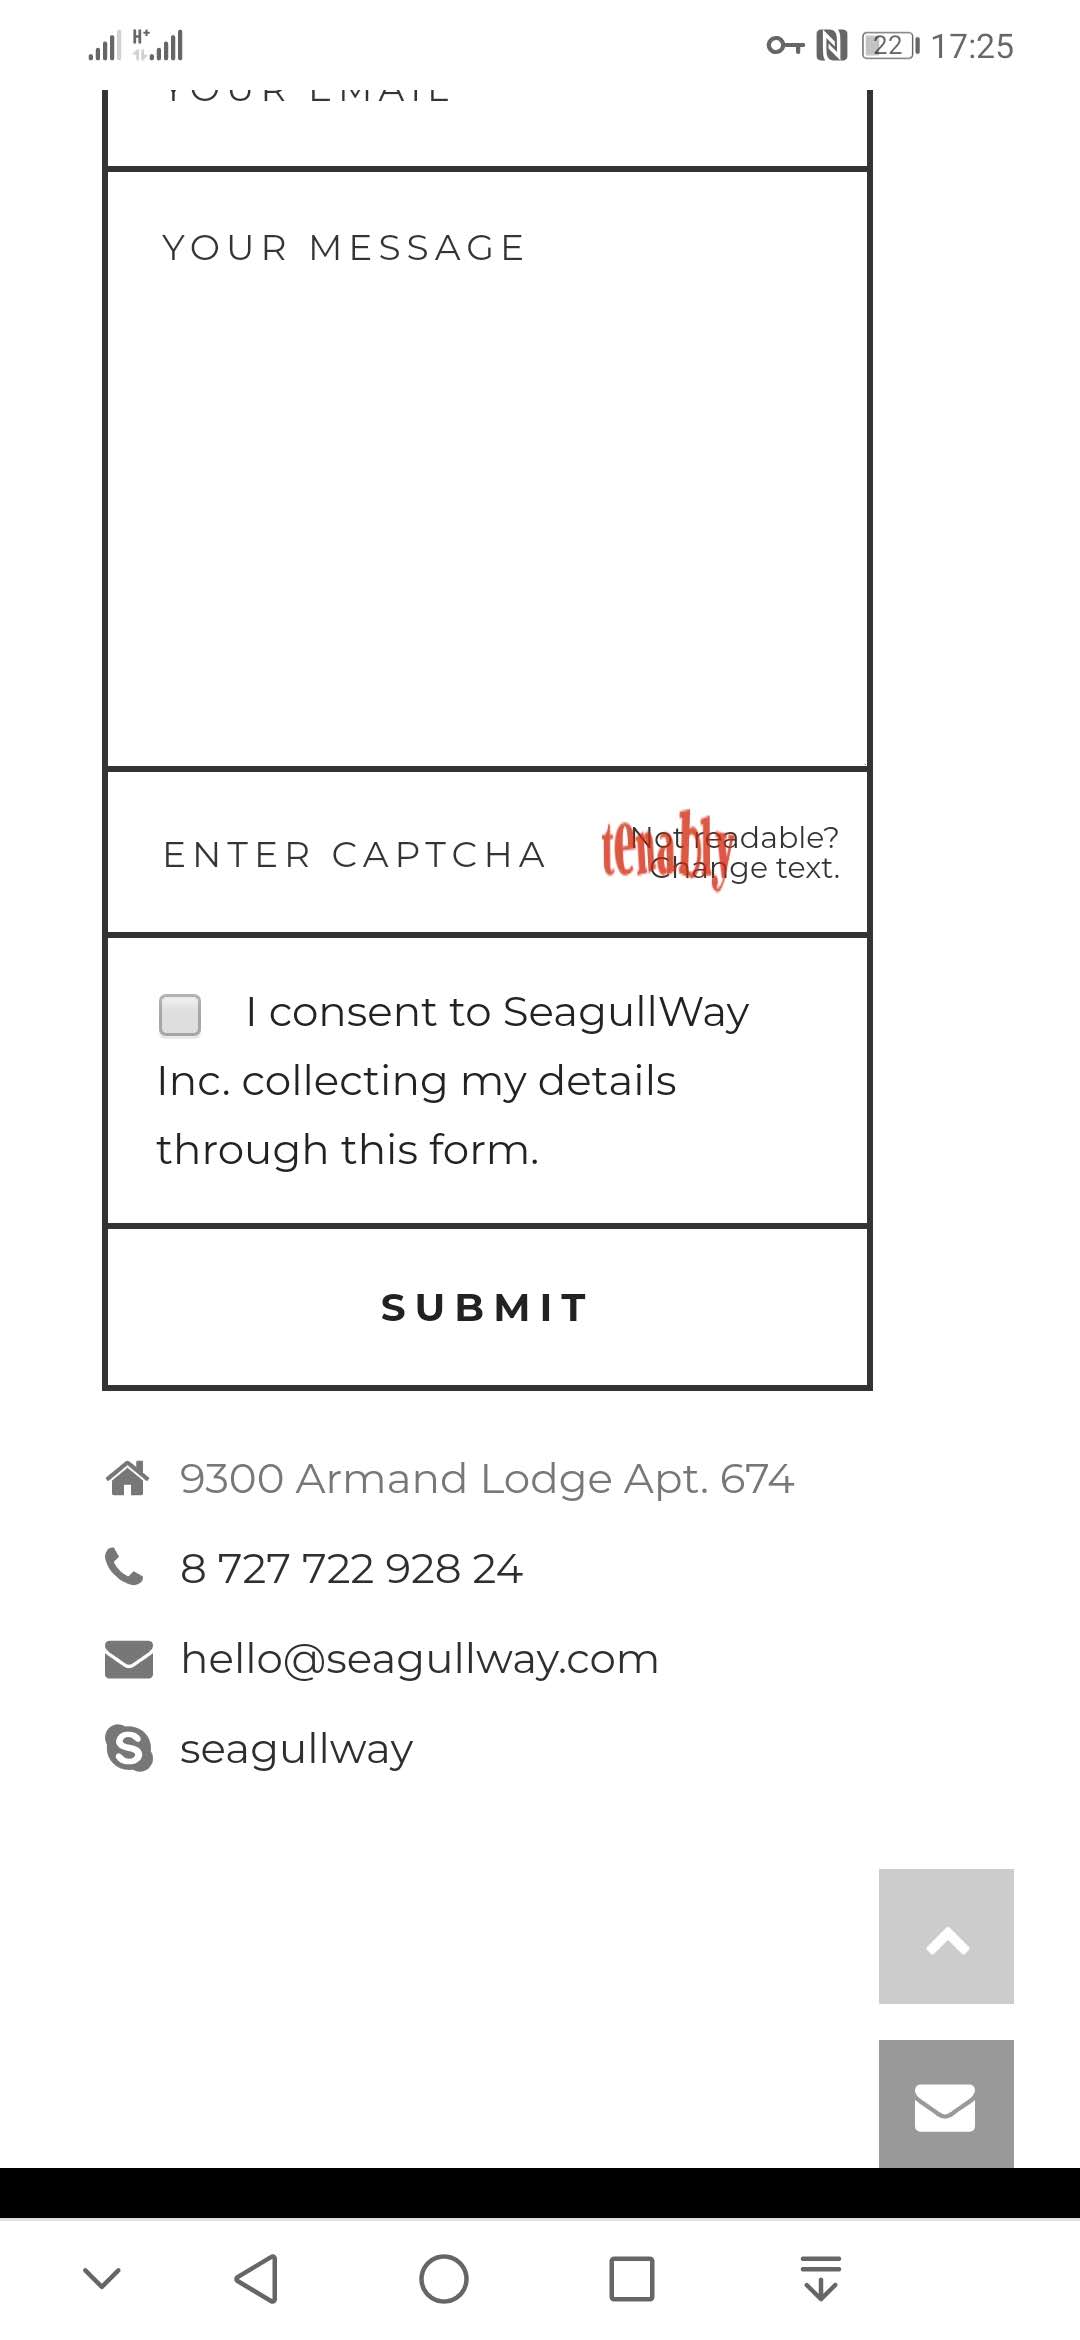 H+
22
17:25
YOUR EMAIL
YOUR MESSAGE
ENTER CAPTCHA
tenably
Not readable?
Change text.
I consent to SeagullWay
Inc. collecting my details
through this form.
SUBMIT
9300 Armand Lodge Apt. 674
8 727 722 928 24
hello@seagullway.com
seagullway